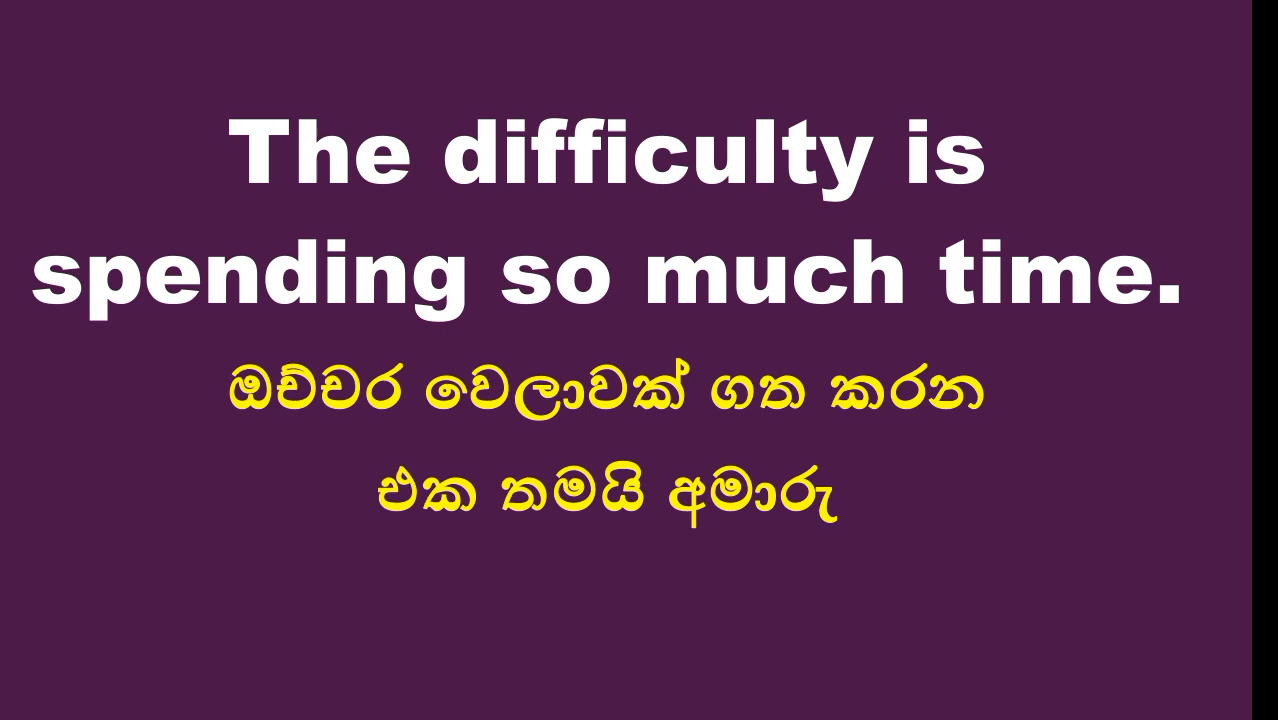 The difficulty is
spending so much time.
ඔච්චර වෙලාවක් ගත කරන
එක තමයි අමාරු